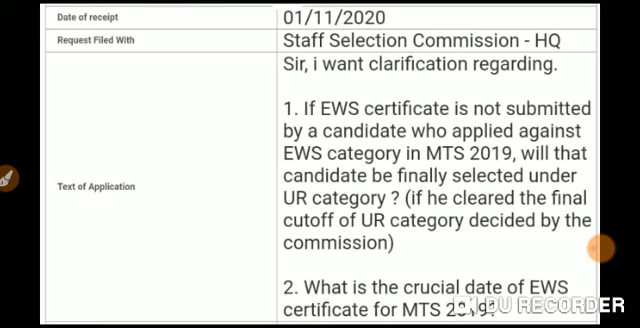 Date of receipt 01/11/2020
Request Filed With Staff Selection Commission - HQ
Sir, i want clarification regarding.
1. If EWS certificate is not submitted
by a candidate who applied against
EWS category in MTS 2019, will that
Text of Application
candidate be finally selected under
UR category ? (if he cleared the final
cutoff of UR category decided by the
commission)
2. What is the crucial date of EWS
certificate for MTS 2019?
DU RECORDER